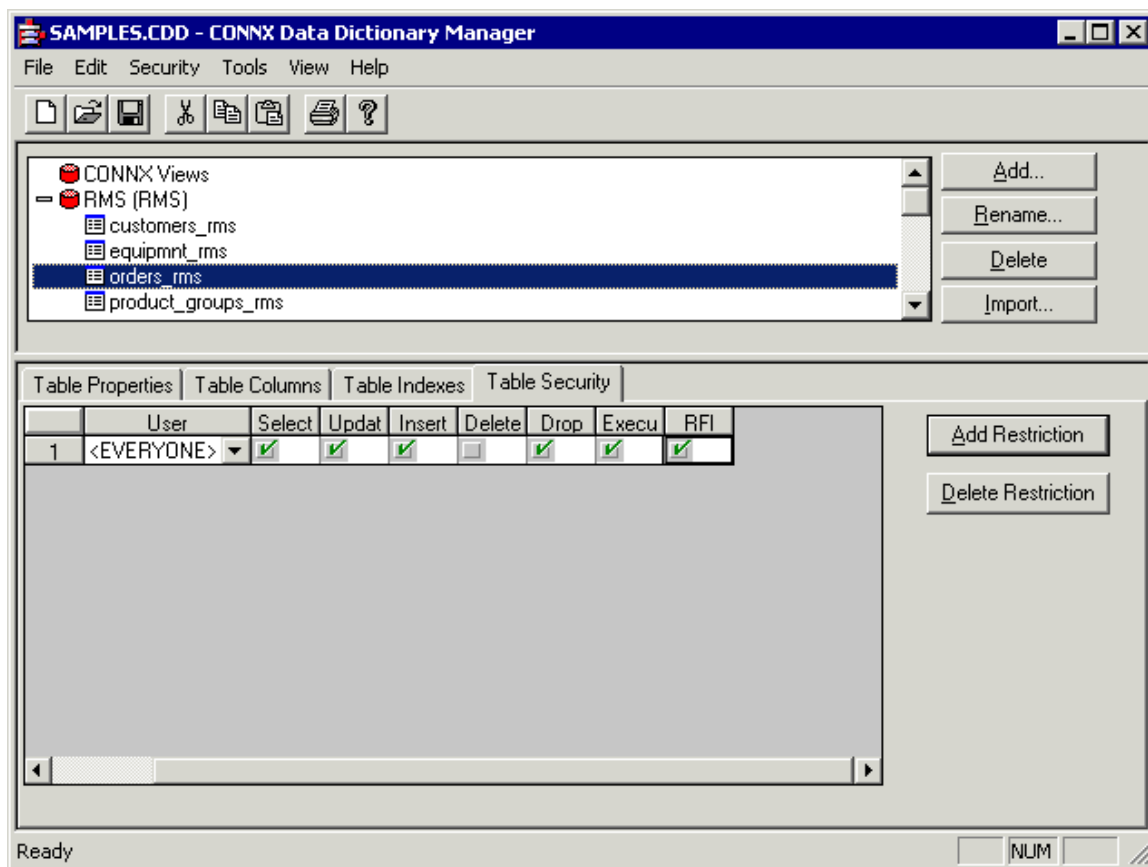 SAMPLES.CDD - CONNX Data Dictionary Manager
File Edit Security Tools View Help
CONNX Views
RMS (RMS)
customers_rms
equipmnt_rms
orders_rms
product_groups_rms
Add...
Rename...
Delete
Import...
Table Properties Table Columns Table Indexes Table Security
User Select Updat Insert Delete Drop Execu RFI
1 <EVERYONE>
Add Restriction
Delete Restriction
Ready NUM